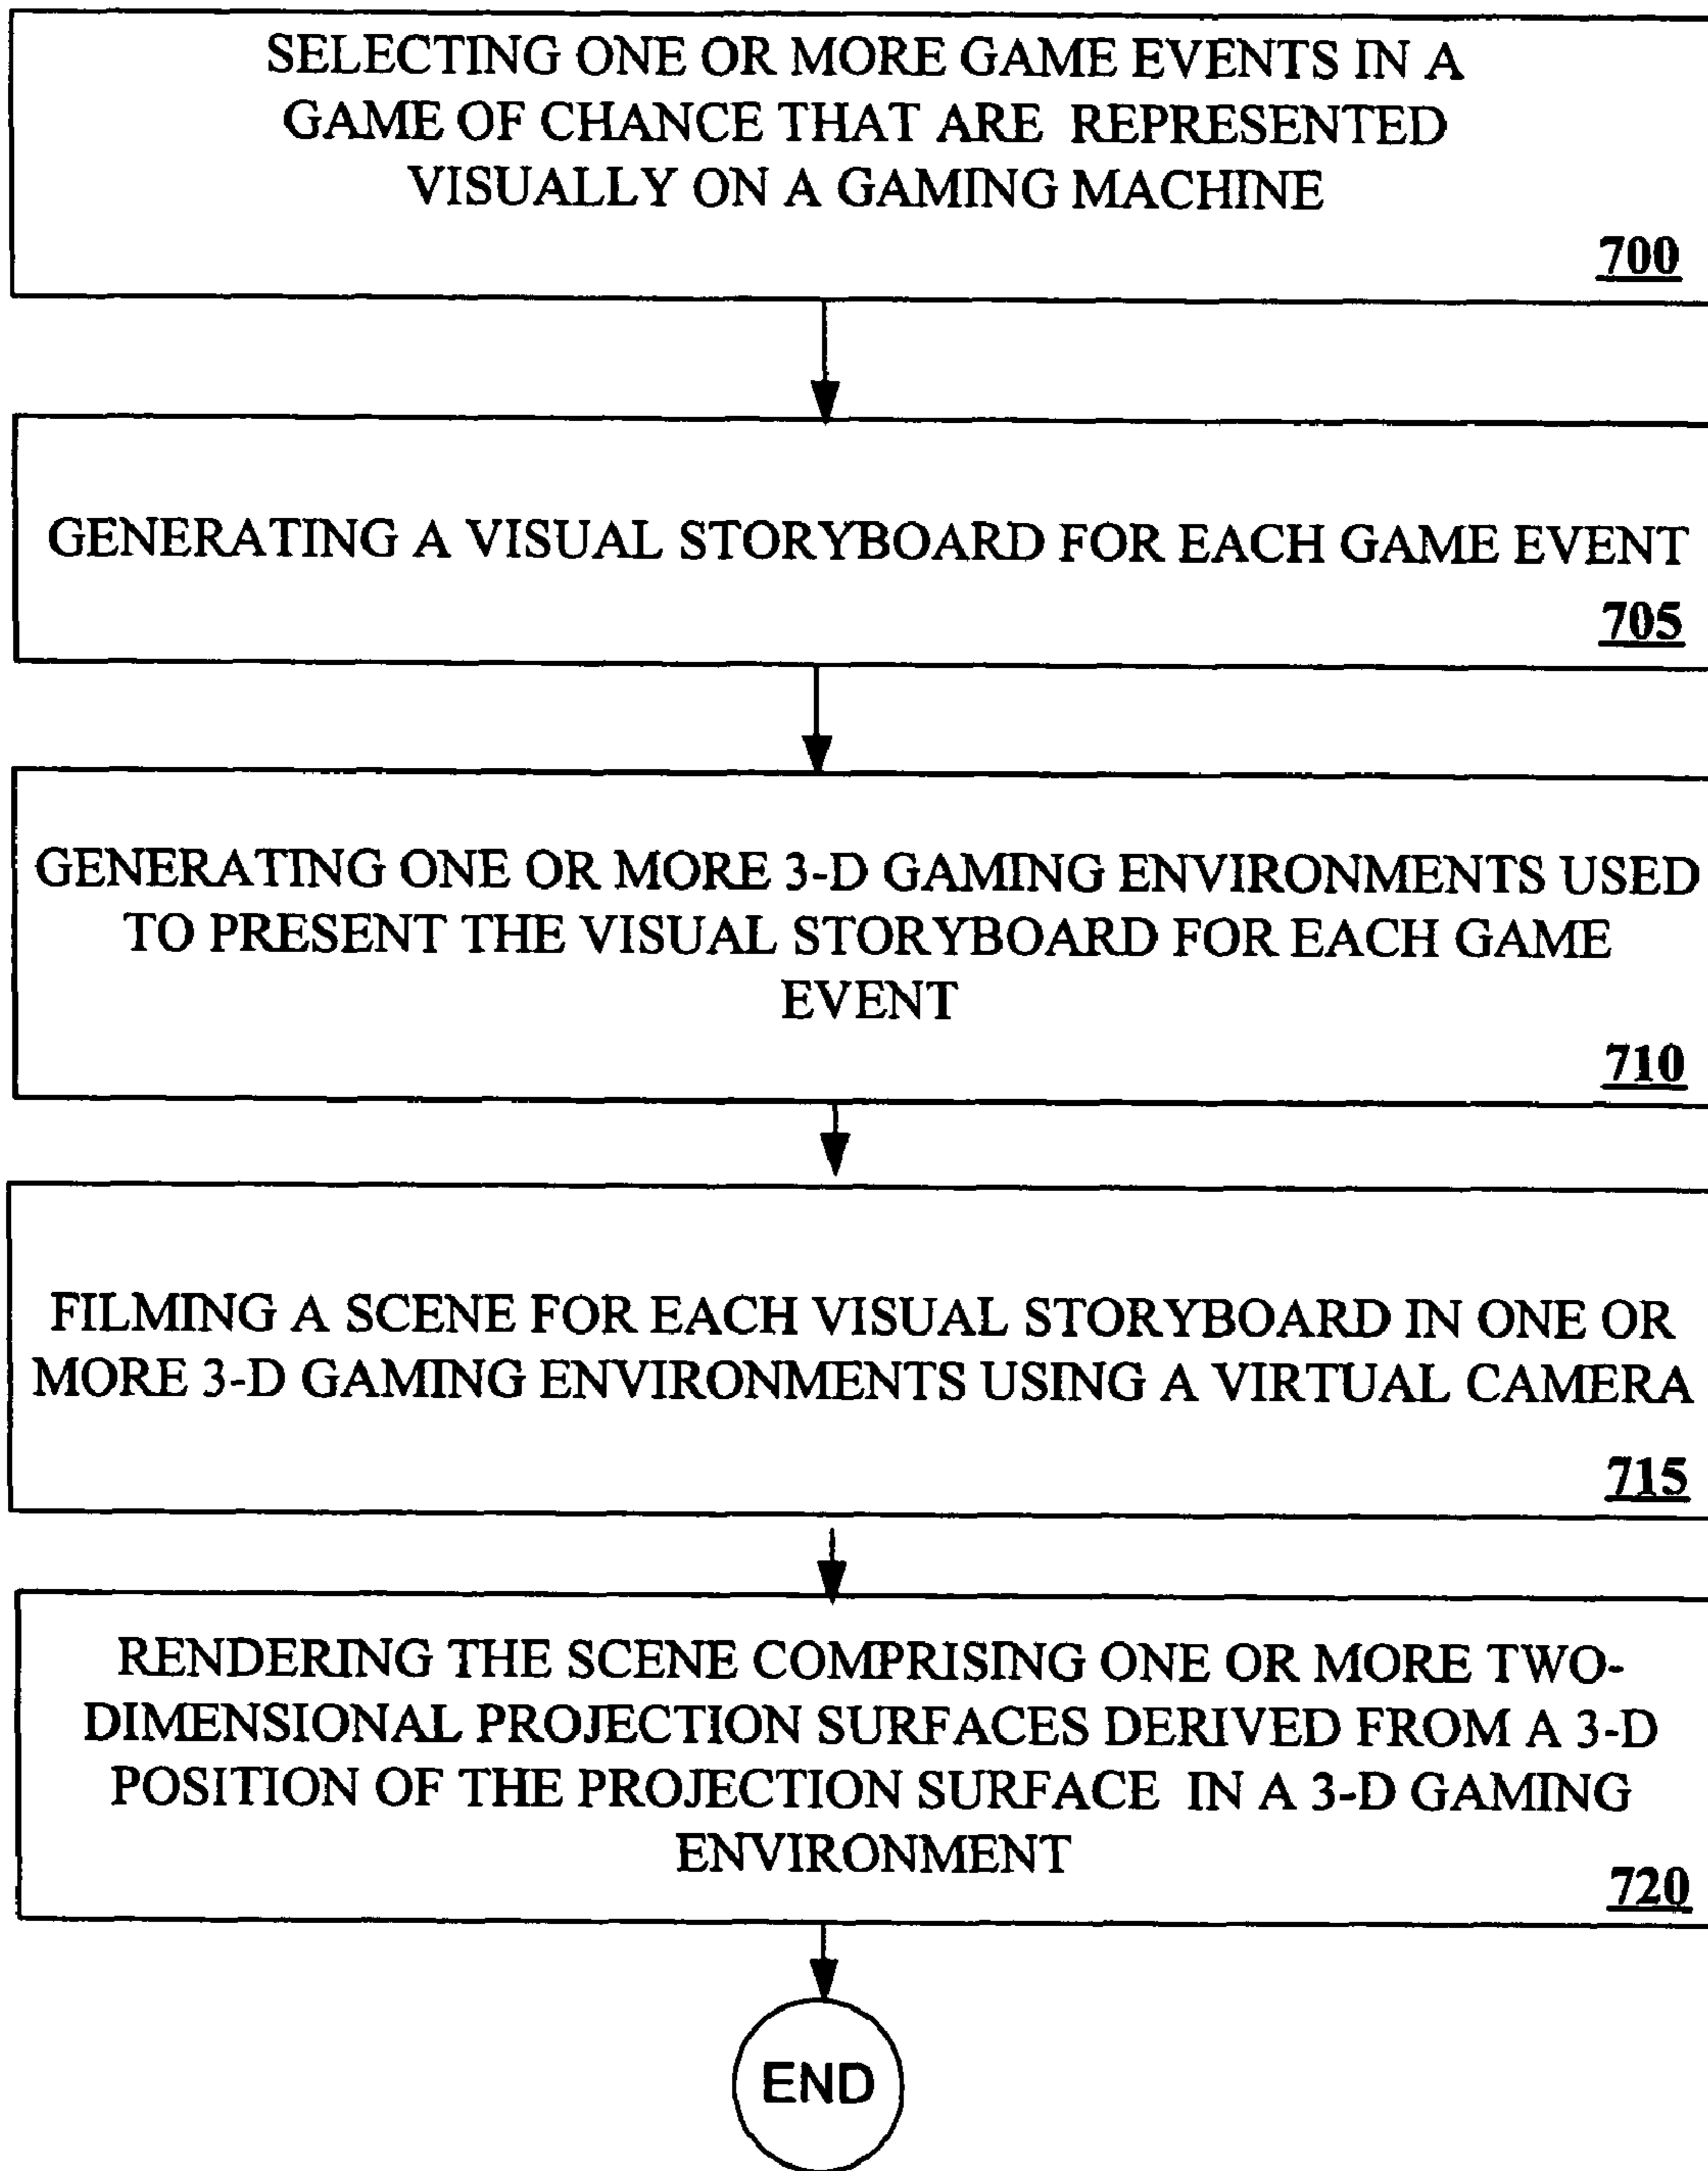 SELECTING ONE OR MORE GAME EVENTS IN A
GAME OF CHANCE THAT ARE REPRESENTED
VISUALLY ON A GAMING MACHINE
700
GENERATING A VISUAL STORYBOARD FOR EACH GAME EVENT
705
GENERATING ONE OR MORE 3-D GAMING ENVIRONMENTS USED
TO PRESENT THE VISUAL STORYBOARD FOR EACH GAME
EVENT
710
FILMING A SCENE FOR EACH VISUAL STORYBOARD IN ONE OR
MORE 3-D GAMING ENVIRONMENTS USING A VIRTUAL CAMERA
715
RENDERING THE SCENE COMPRISING ONE OR MORE TWO-
DIMENSIONAL PROJECTION SURFACES DERIVED FROM A 3-D
POSITION OF THE PROJECTION SURFACE IN A 3-D GAMING
ENVIRONMENT
720
END